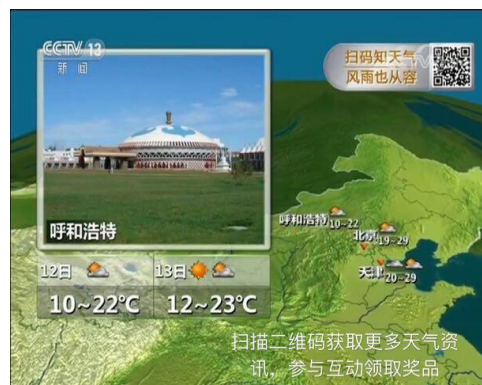 CCTV 13
新闻
扫码知天气
风雨也从容
呼和浩特
呼和浩特 10~22
北京 19~29
天津 20~29
12日
13日
10~22℃
12~23℃
扫描二维码获取更多天气资
讯，参与互动领取奖品